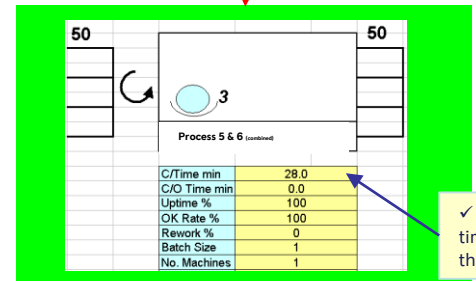 50
50
3
Process 5 & 6 (combined)
C/Time min 28.0
C/O Time min 0.0
Uptime % 100
OK Rate % 100
Rework % 0
Batch Size 1
No. Machines 1
✓
tim
th